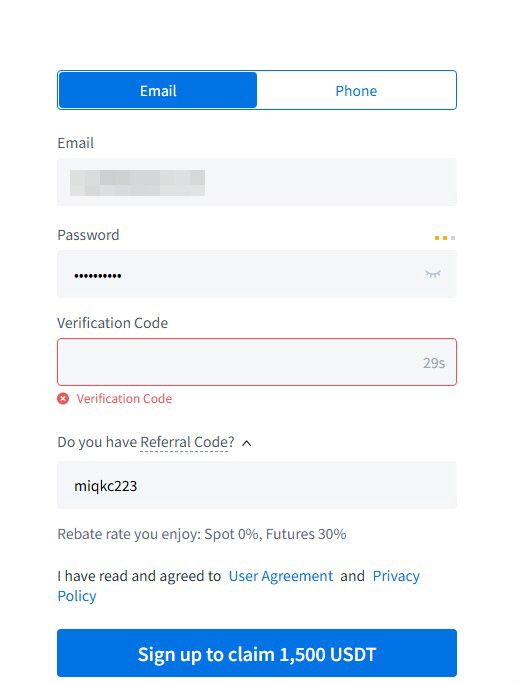 Email Phone
Email
Password
Verification Code
29s
Verification Code
Do you have Referral Code?
miqkc223
Rebate rate you enjoy: Spot 0%, Futures 30%
I have read and agreed to User Agreement and Privacy
Policy
Sign up to claim 1,500 USDT